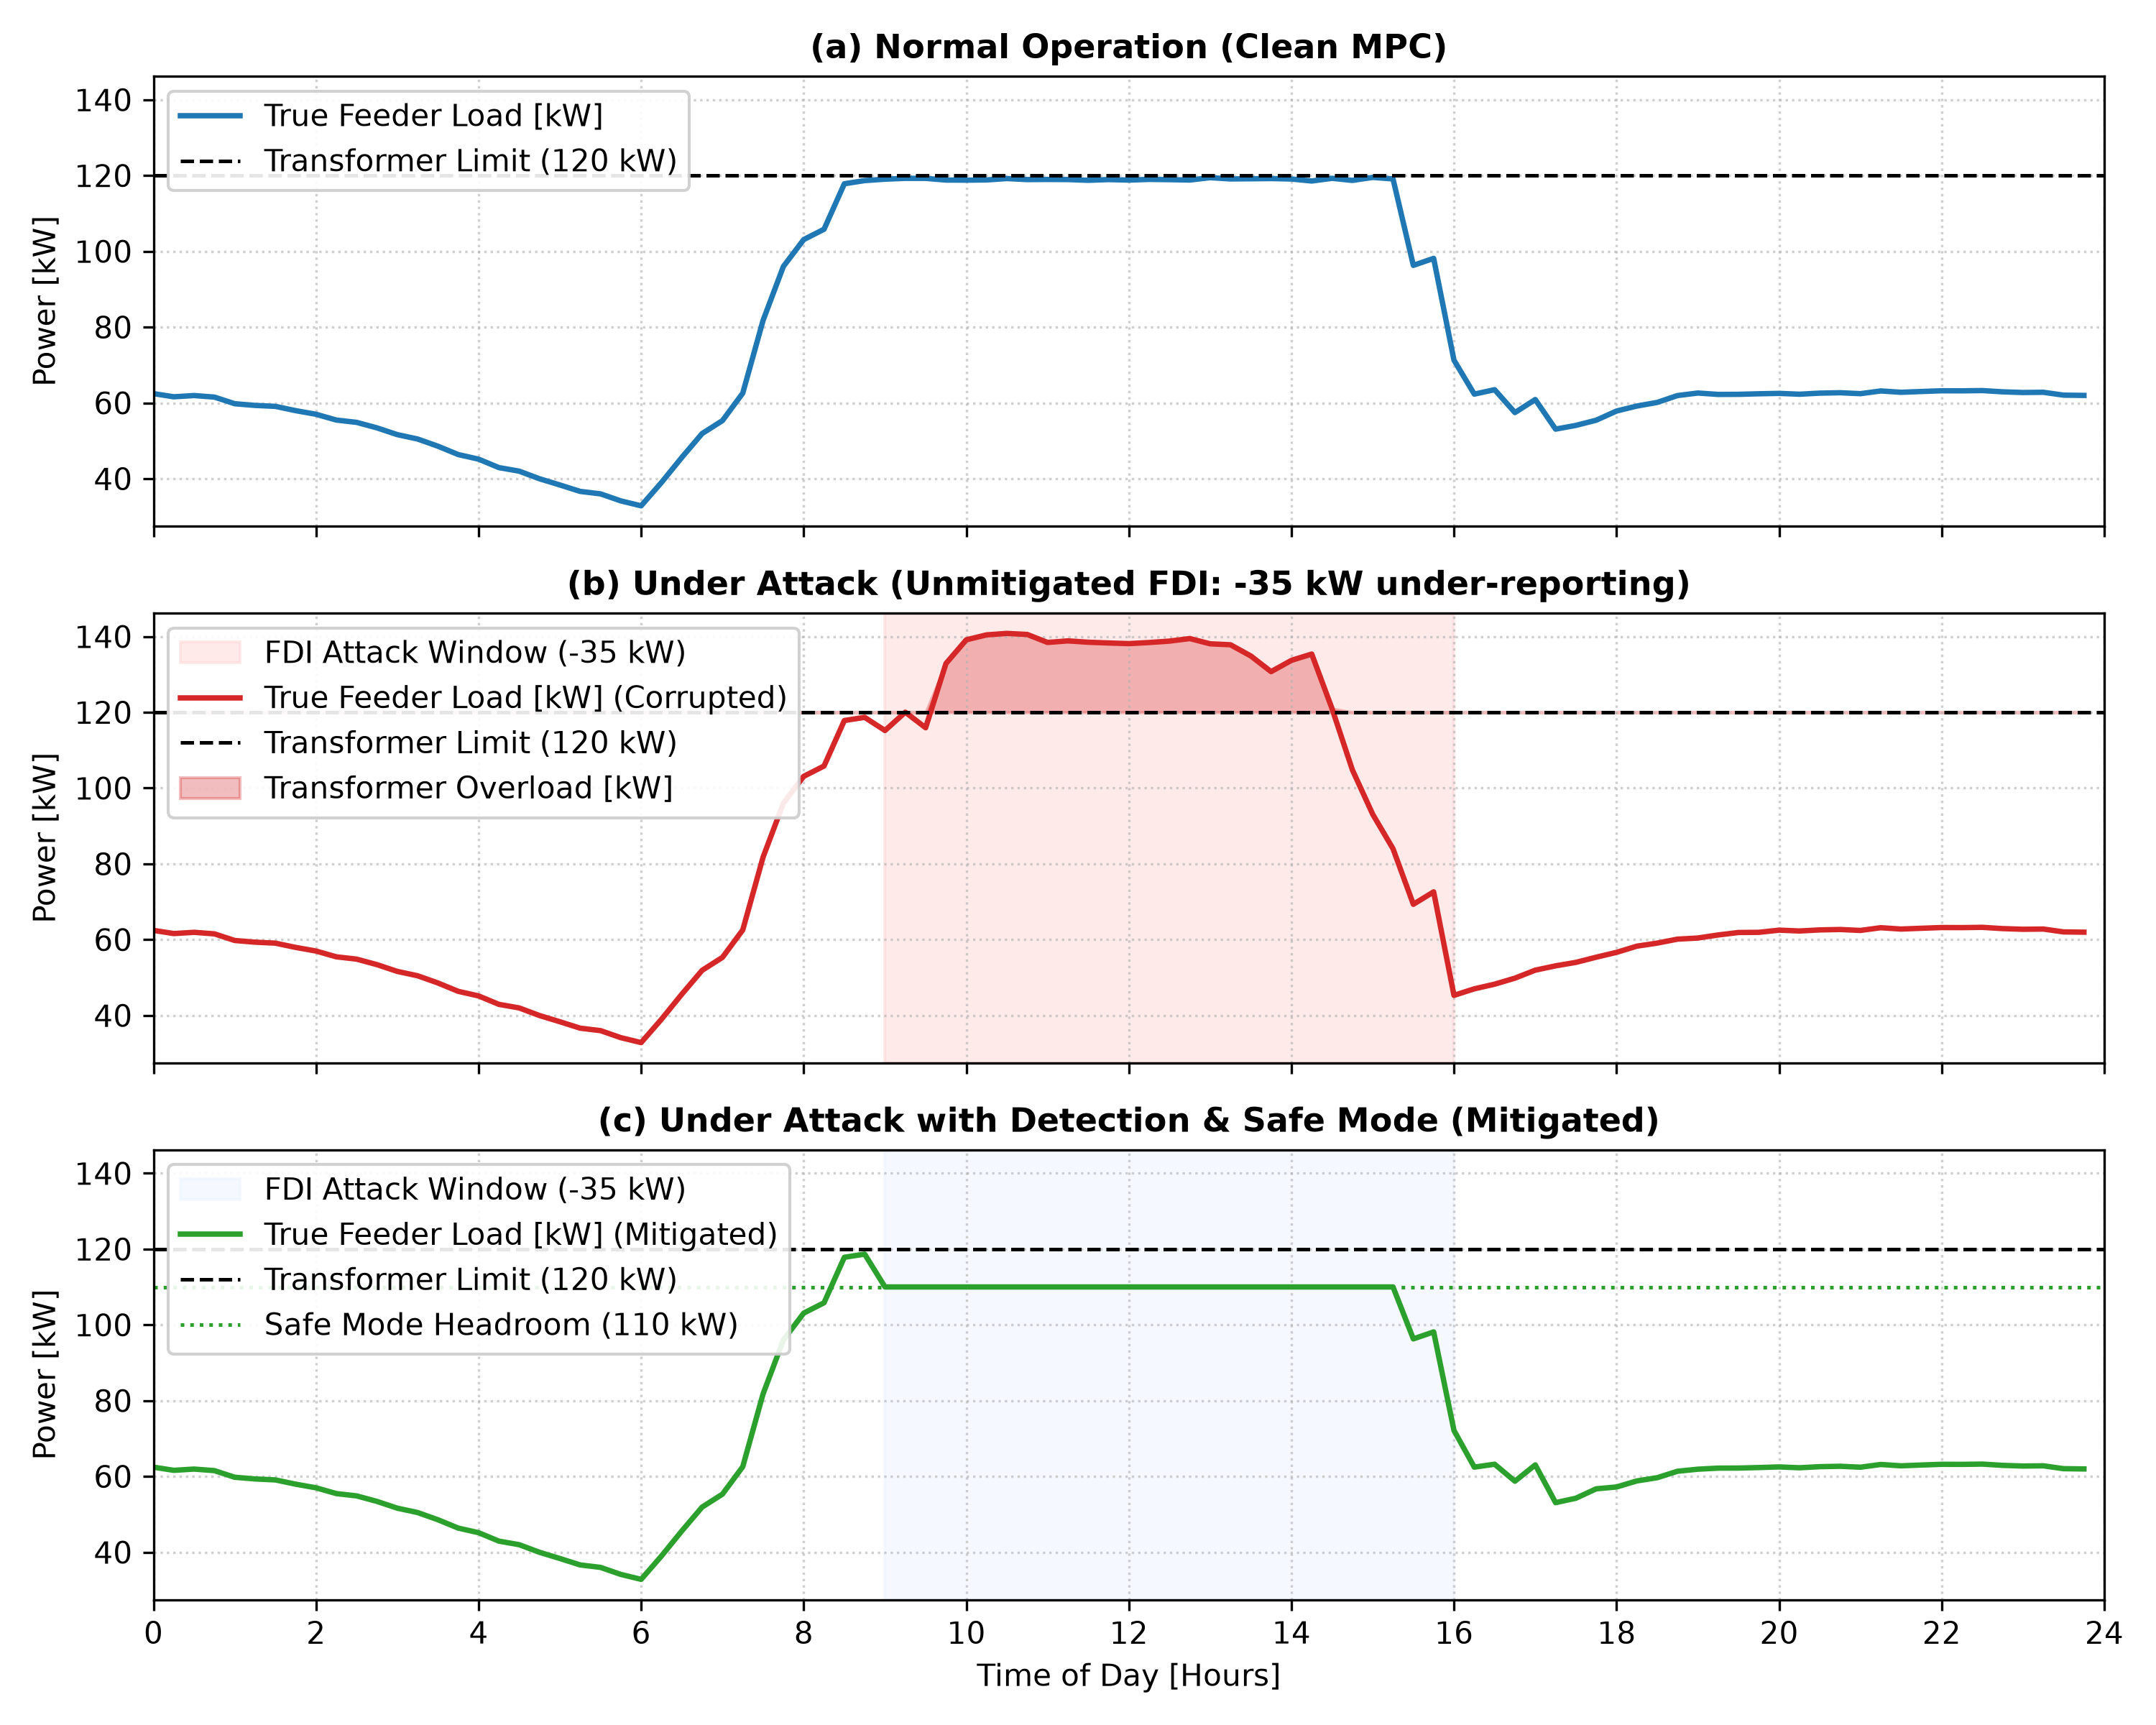 (a) Normal Operation (Clean MPC)
140
120
100
80
60
40
Power [kW]
True Feeder Load [kW]
Transformer Limit (120 kW)
(b) Under Attack (Unmitigated FDI: -35 kW under-reporting)
140
120
100
80
60
40
Power [kW]
FDI Attack Window (-35 kW)
True Feeder Load [kW] (Corrupted)
Transformer Limit (120 kW)
Transformer Overload [kW]
(c) Under Attack with Detection & Safe Mode (Mitigated)
140
120
100
80
60
40
Power [kW]
FDI Attack Window (-35 kW)
True Feeder Load [kW] (Mitigated)
Transformer Limit (120 kW)
Safe Mode Headroom (110 kW)
0 2 4 6 8 10 12 14 16 18 20 22 24
Time of Day [Hours]